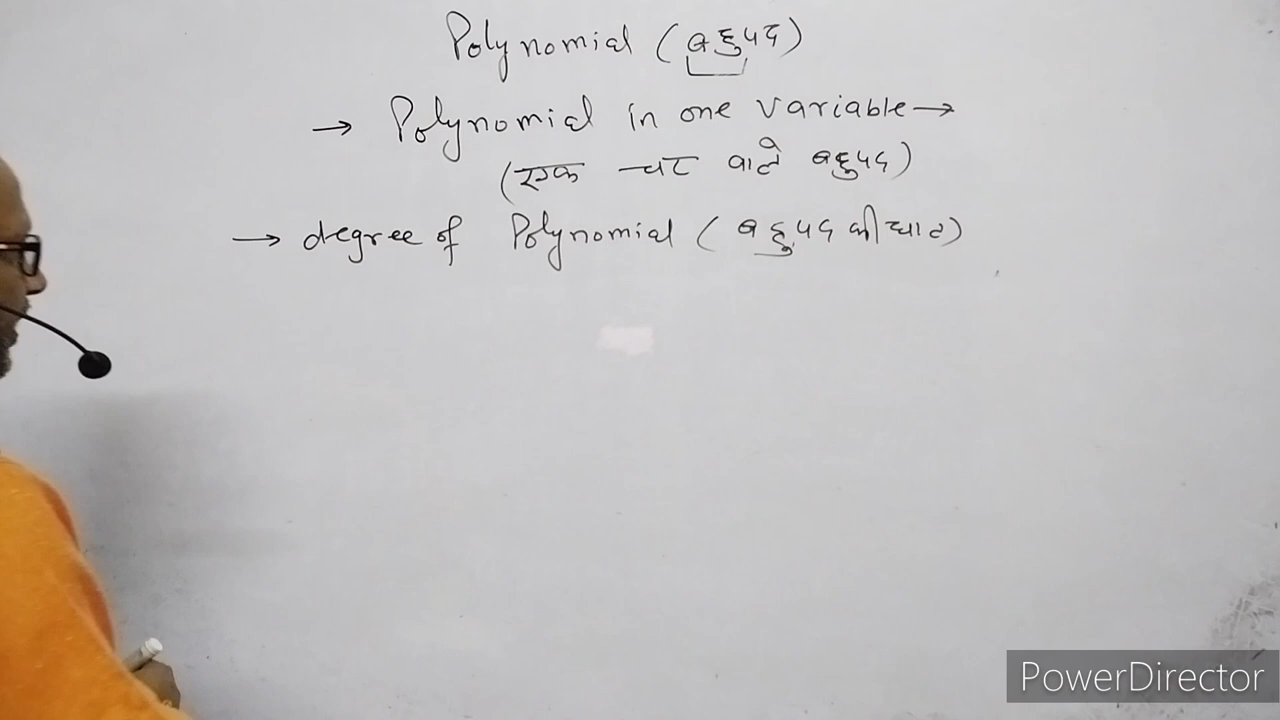 Polynomial (बहुपद)
→ Polynomial in one variable →
(एक चर वाले बहुपद)
→ degree of Polynomial (बहुपद की घात)
PowerDirector